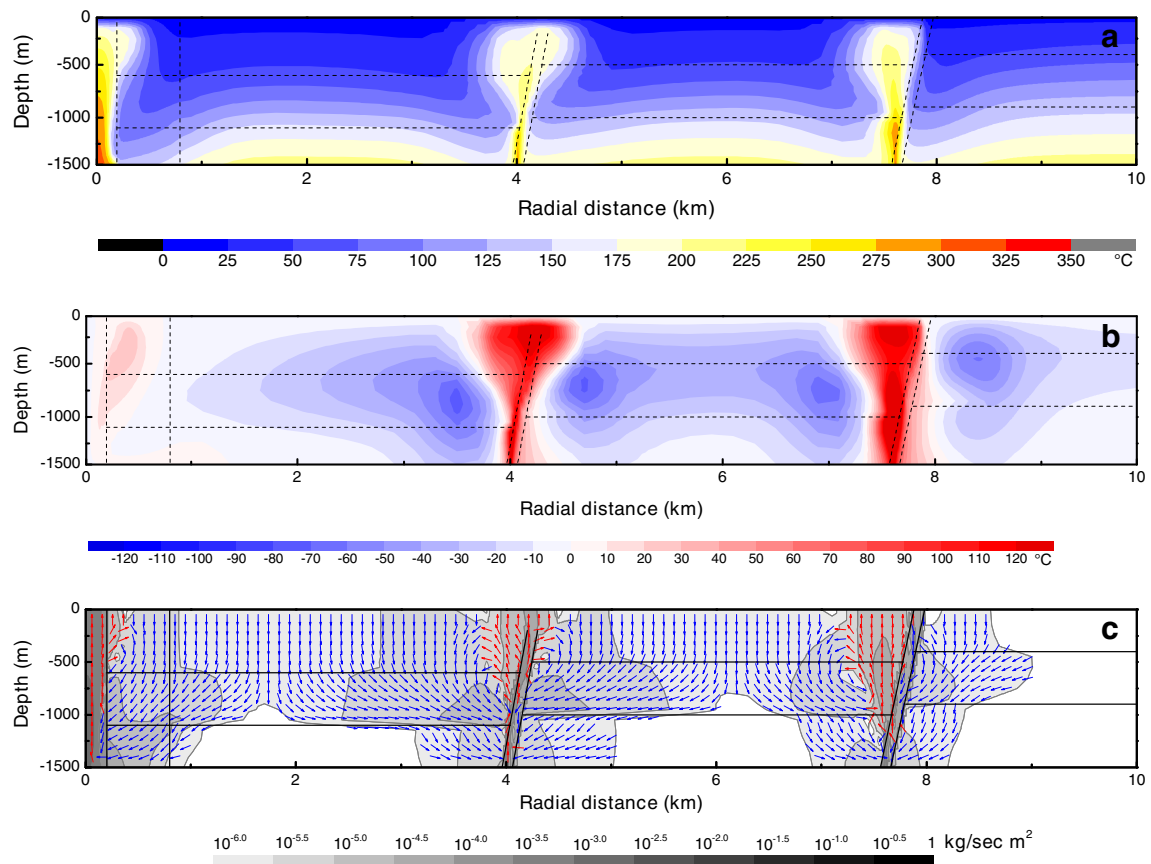 a
Depth (m)
0
-500
-1000
-1500
0 2 4 6 8 10
Radial distance (km)
0 25 50 75 100 125 150 175 200 225 250 275 300 325 350 °C
b
Depth (m)
0
-500
-1000
-1500
0 2 4 6 8 10
Radial distance (km)
-120 -110 -100 -90 -80 -70 -60 -50 -40 -30 -20 -10 0 10 20 30 40 50 60 70 80 90 100 110 120 °C
c
Depth (m)
0
-500
-1000
-1500
0 2 4 6 8 10
Radial distance (km)
10^-6.0 10^-5.5 10^-5.0 10^-4.5 10^-4.0 10^-3.5 10^-3.0 10^-2.5 10^-2.0 10^-1.5 10^-1.0 10^-0.5 1 kg/sec m²